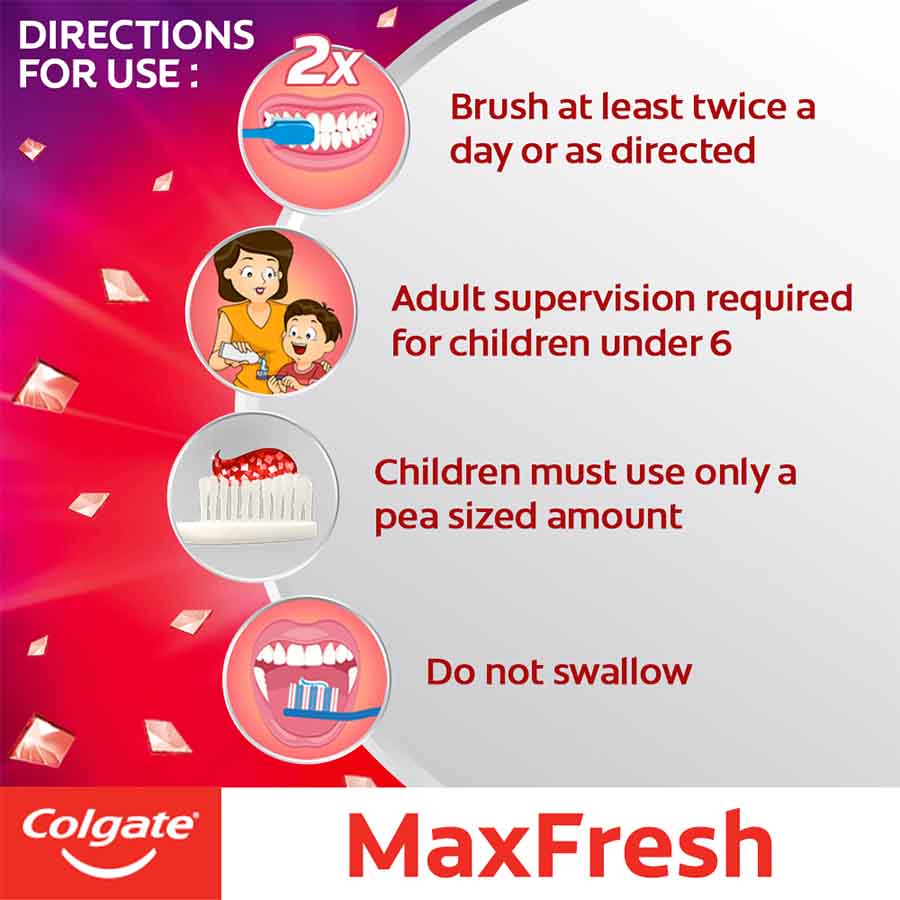 DIRECTIONS
FOR USE :
2x
Brush at least twice a
day or as directed
Adult supervision required
for children under 6
Children must use only a
pea sized amount
Do not swallow
Colgate®
MaxFresh